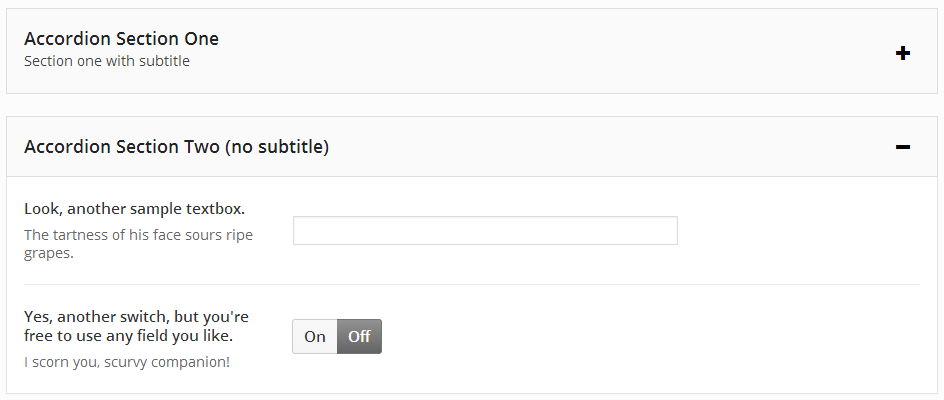 Accordion Section One
Section one with subtitle
Accordion Section Two (no subtitle)
Look, another sample textbox.
The tartness of his face sours ripe
grapes.
Yes, another switch, but you're
free to use any field you like.
I scorn you, scurvy companion!
On Off